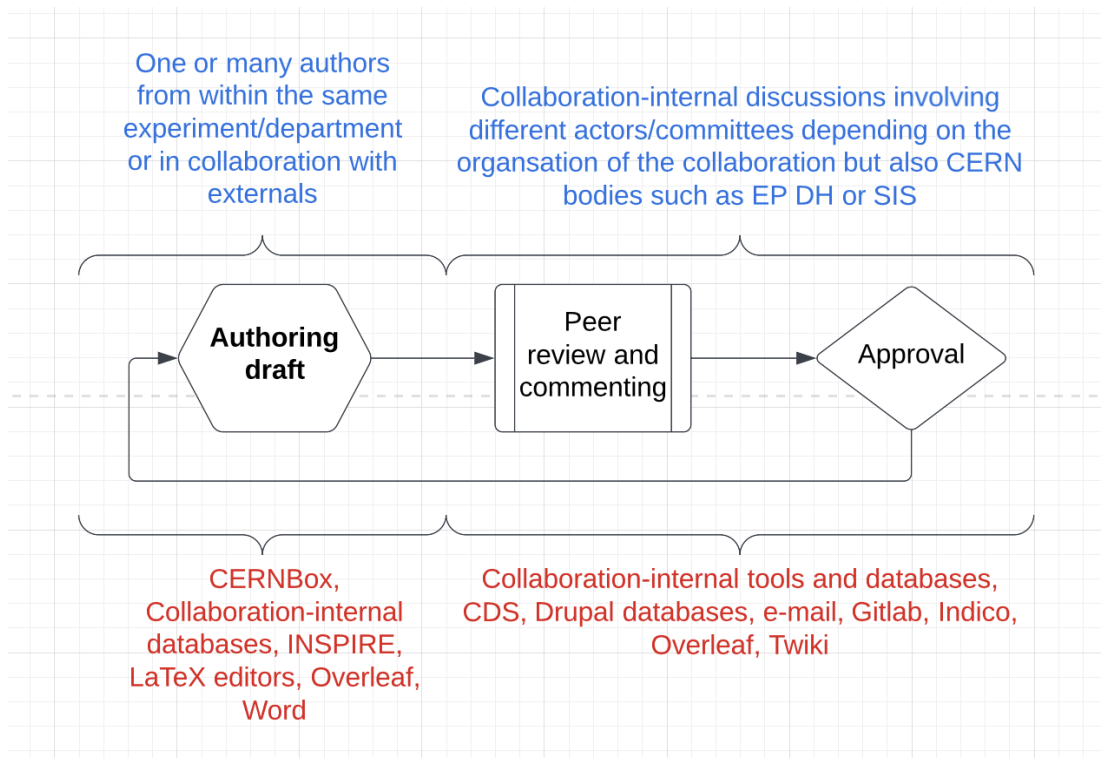 One or many authors
from within the same
experiment/department
or in collaboration with
externals
Collaboration-internal discussions involving
different actors/committees depending on the
organsation of the collaboration but also CERN
bodies such as EP DH or SIS
Authoring
draft
Peer
review and
commenting
Approval
CERNBox,
Collaboration-internal
databases, INSPIRE,
LaTeX editors, Overleaf,
Word
Collaboration-internal tools and databases,
CDS, Drupal databases, e-mail, Gitlab, Indico,
Overleaf, Twiki